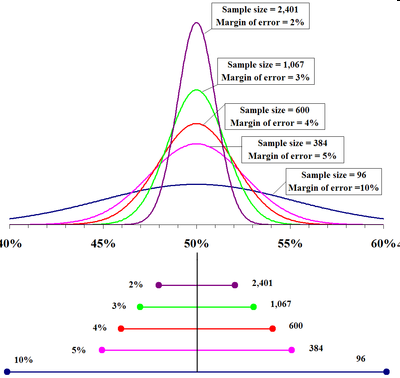 Sample size = 2,401
Margin of error = 2%
Sample size = 1,067
Margin of error = 3%
Sample size = 600
Margin of error = 4%
Sample size = 384
Margin of error = 5%
Sample size = 96
Margin of error =10%
40% 45% 50% 55% 60%
2% 2,401
3% 1,067
4% 600
5% 384
10% 96